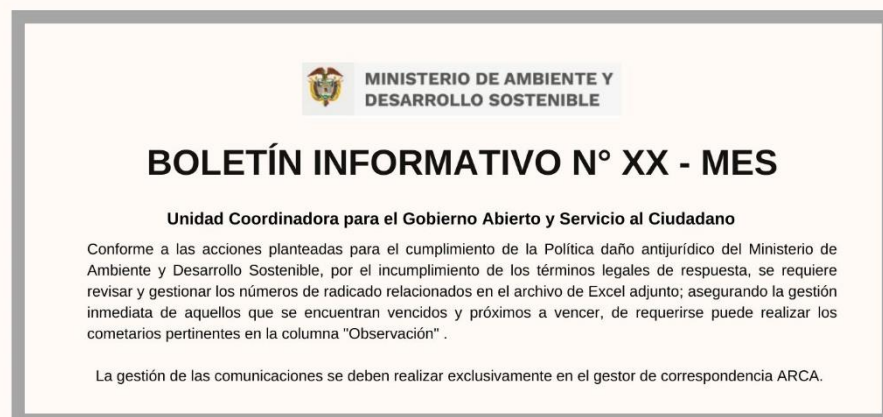 MINISTERIO DE AMBIENTE Y
DESARROLLO SOSTENIBLE
BOLETÍN INFORMATIVO N° XX - MES
Unidad Coordinadora para el Gobierno Abierto y Servicio al Ciudadano
Conforme a las acciones planteadas para el cumplimiento de la Política daño antijurídico del Ministerio de
Ambiente y Desarrollo Sostenible, por el incumplimiento de los términos legales de respuesta, se requiere
revisar y gestionar los números de radicado relacionados en el archivo de Excel adjunto; asegurando la gestión
inmediata de aquellos que se encuentran vencidos y próximos a vencer, de requerirse puede realizar los
cometarios pertinentes en la columna "Observación" .
La gestión de las comunicaciones se deben realizar exclusivamente en el gestor de correspondencia ARCA.